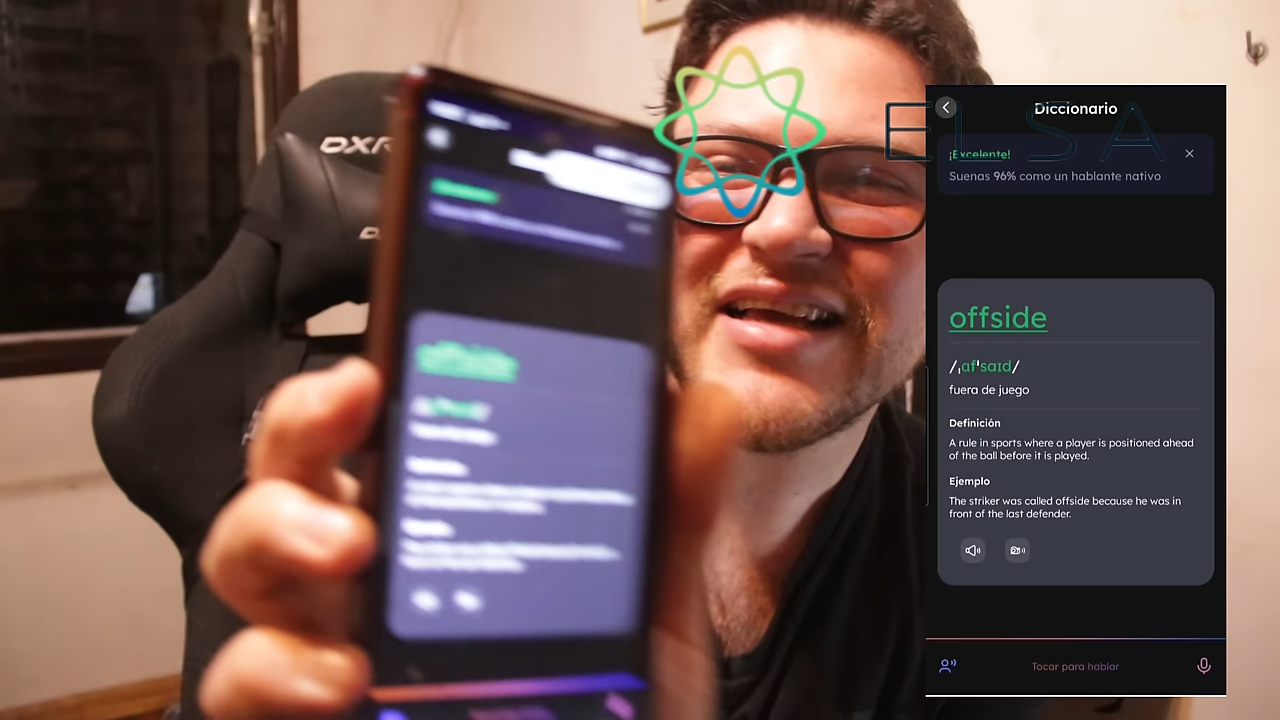 DXR
ELSA
Diccionario
¡Excelente!
Suenas 96% como un hablante nativo
offside
/ˌɑfˈsaɪd/
fuera de juego
Definición
A rule in sports where a player is positioned ahead
of the ball before it is played.
Ejemplo
The striker was called offside because he was in
front of the last defender.
Tocar para hablar